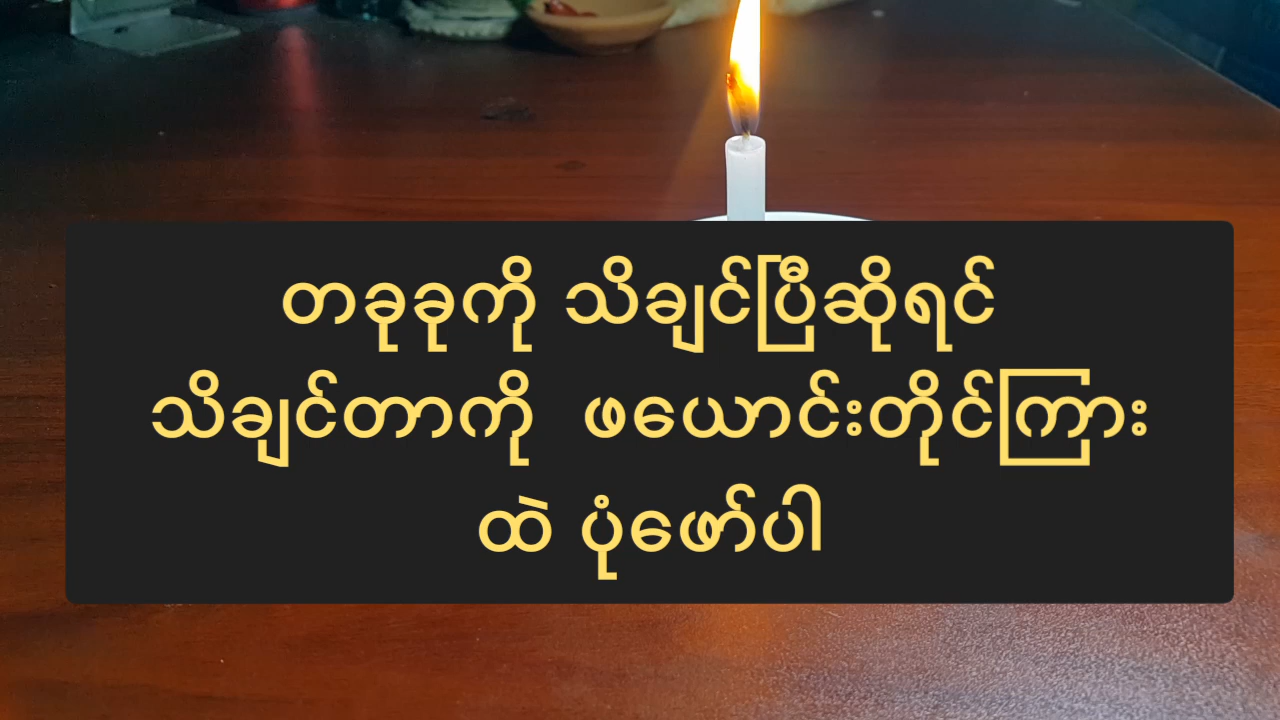 တခုခုကို သိချင်ပြီဆိုရင်
သိချင်တာကို ဖယောင်းတိုင်ကြား
ထဲ ပုံဖော်ပါ